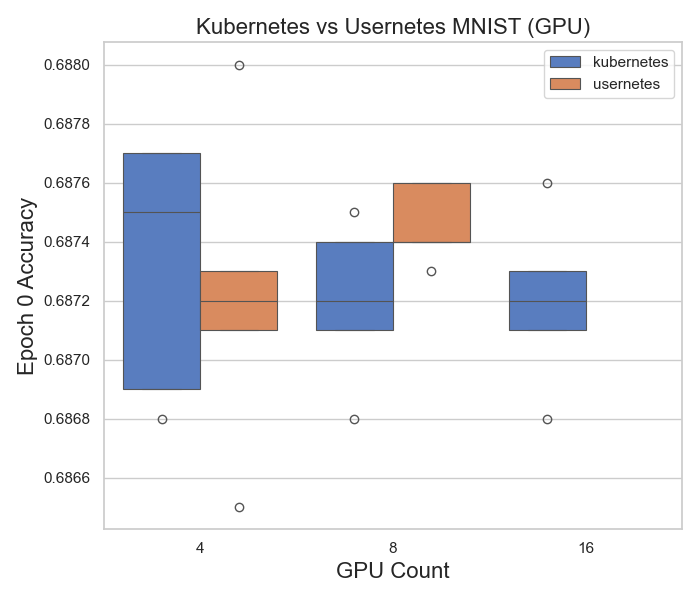 Kubernetes vs Usernetes MNIST (GPU)
kubernetes
usernetes
Epoch 0 Accuracy
0.6880
0.6878
0.6876
0.6874
0.6872
0.6870
0.6868
0.6866
4 8 16
GPU Count